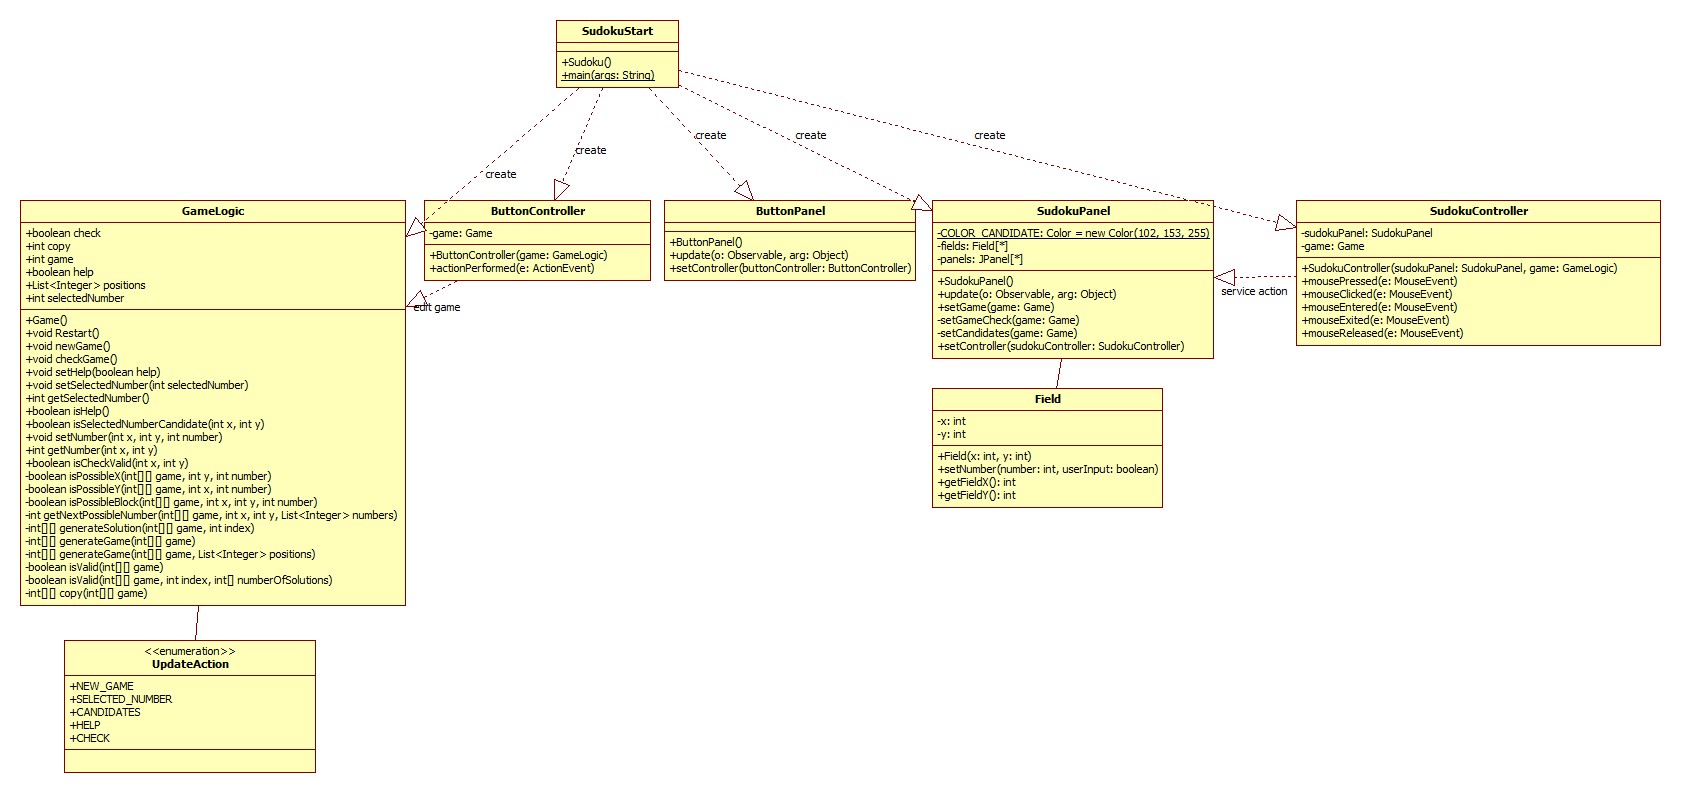 SudokuStart
+Sudoku()
+main(args: String)
create
create
create
create
create
GameLogic
+boolean check
+int copy
+int game
+boolean help
+List<Integer> positions
+int selectedNumber
+Game()
+void Restart()
+void newGame()
+void checkGame()
+void setHelp(boolean help)
+void setSelectedNumber(int selectedNumber)
+int getSelectedNumber()
+boolean isHelp()
+boolean isSelectedNumberCandidate(int x, int y)
+void setNumber(int x, int y, int number)
+int getNumber(int x, int y)
+boolean isCheckValid(int x, int y)
-boolean isPossibleX(int[][] game, int y, int number)
-boolean isPossibleY(int[][] game, int x, int number)
-boolean isPossibleBlock(int[][] game, int x, int y, int number)
-int getNextPossibleNumber(int[][] game, int x, int y, List<Integer> numbers)
-int[][] generateSolution(int[][] game, int index)
-int[][] generateGame(int[][] game)
-int[][] generateGame(int[][] game, List<Integer> positions)
-boolean isValid(int[][] game)
-boolean isValid(int[][] game, int index, int[] numberOfSolutions)
-int[][] copy(int[][] game)
ButtonController
-game: Game
+ButtonController(game: GameLogic)
+actionPerformed(e: ActionEvent)
edit game
ButtonPanel
+ButtonPanel()
+update(o: Observable, arg: Object)
+setController(buttonController: ButtonController)
SudokuPanel
-COLOR_CANDIDATE: Color = new Color(102, 153, 255)
-fields: Field[*]
-panels: JPanel[*]
+SudokuPanel()
+update(o: Observable, arg: Object)
+setGame(game: Game)
-setGameCheck(game: Game)
-setCandidates(game: Game)
+setController(sudokuController: SudokuController)
service action
SudokuController
-sudokuPanel: SudokuPanel
-game: Game
+SudokuController(sudokuPanel: SudokuPanel, game: GameLogic)
+mousePressed(e: MouseEvent)
+mouseClicked(e: MouseEvent)
+mouseEntered(e: MouseEvent)
+mouseExited(e: MouseEvent)
+mouseReleased(e: MouseEvent)
Field
-x: int
-y: int
+Field(x: int, y: int)
+setNumber(number: int, userInput: boolean)
+getFieldX(): int
+getFieldY(): int
<<enumeration>>
UpdateAction
+NEW_GAME
+SELECTED_NUMBER
+CANDIDATES
+HELP
+CHECK